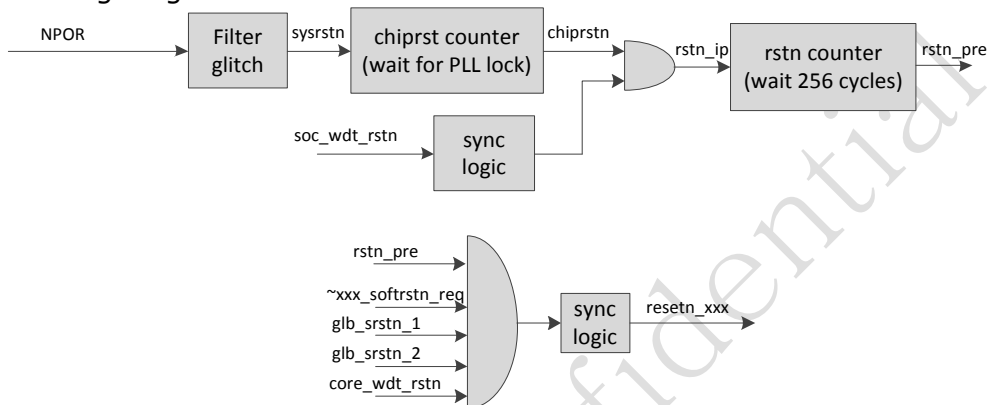 NPOR
Filter
glitch
sysrstn
chiprst counter
(wait for PLL lock)
chiprstn
rstn_ip
rstn counter
(wait 256 cycles)
rstn_pre
soc_wdt_rstn
sync
logic
rstn_pre
~xxx_softrstn_req
glb_srstn_1
glb_srstn_2
core_wdt_rstn
sync
logic
resetn_xxx
fidential